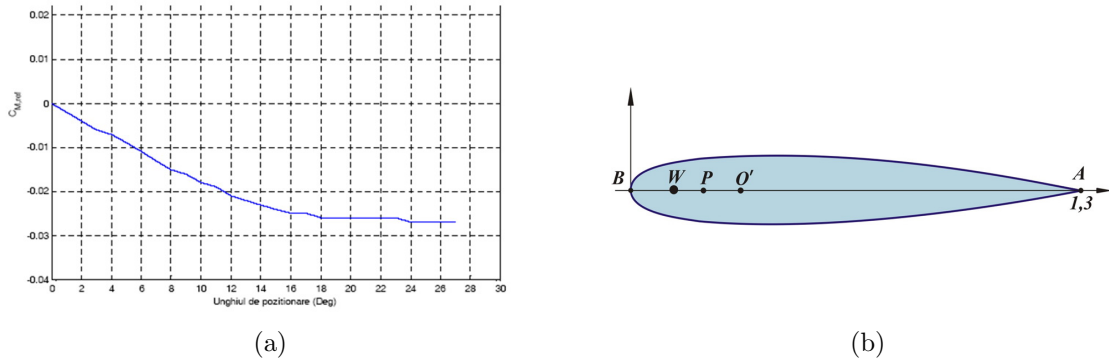 0.02
0.01
0
-0.01
-0.02
-0.03
-0.04
C_M,ref
0 2 4 6 8 10 12 14 16 18 20 22 24 26 28 30
Unghiul de pozitionare (Deg)
(a)
B W P O' A
1,3
(b)